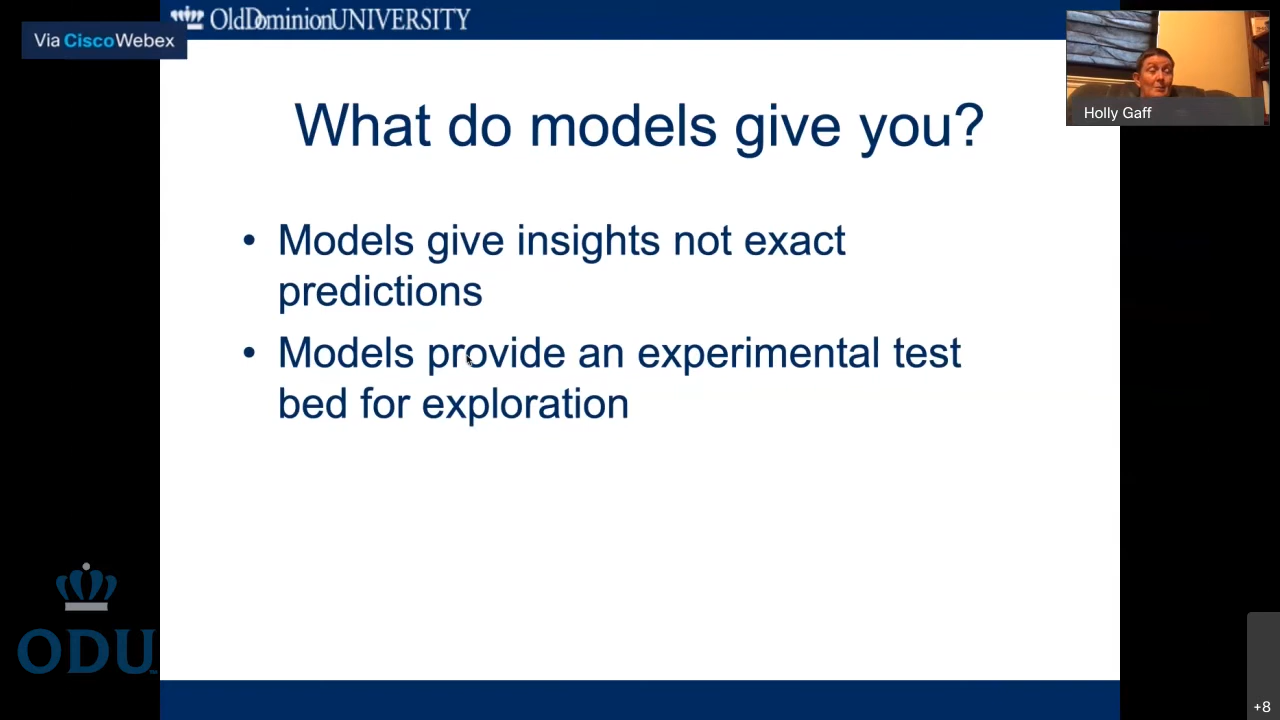 OldDominionUNIVERSITY
Via CiscoWebex
Holly Gaff
What do models give you?
• Models give insights not exact
predictions
• Models provide an experimental test
bed for exploration
ODU
+8